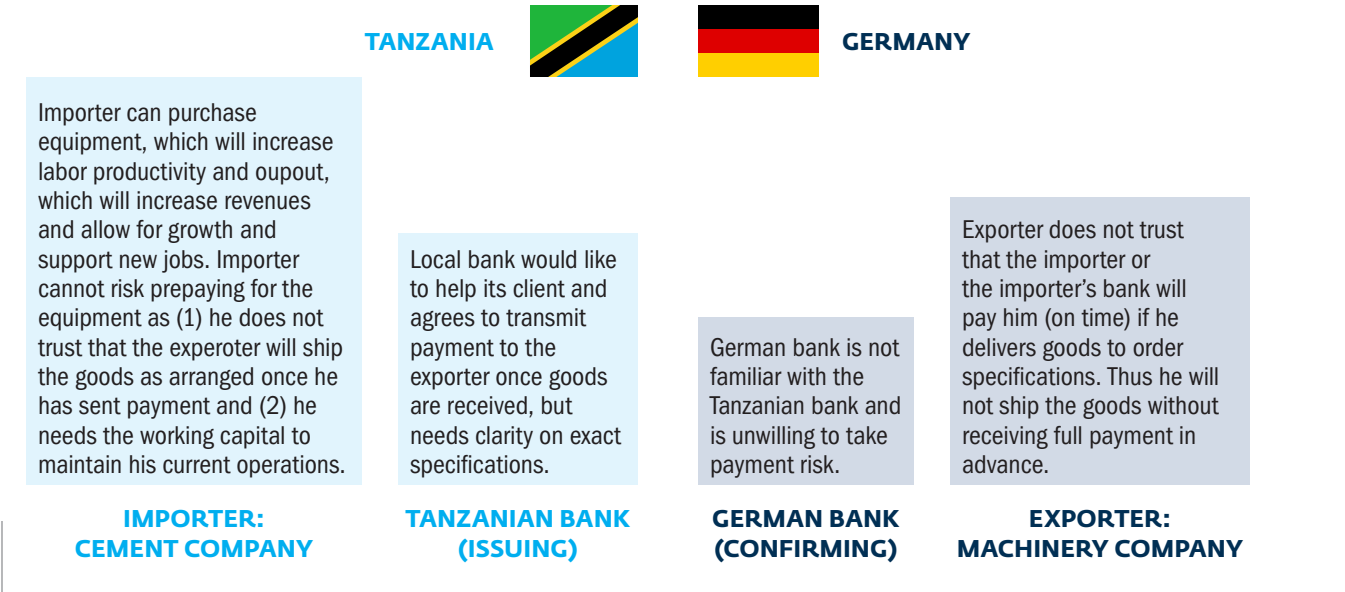 TANZANIA
GERMANY
Importer can purchase
equipment, which will increase
labor productivity and oupout,
which will increase revenues
and allow for growth and
support new jobs. Importer
cannot risk prepaying for the
equipment as (1) he does not
trust that the experoter will ship
the goods as arranged once he
has sent payment and (2) he
needs the working capital to
maintain his current operations.
IMPORTER:
CEMENT COMPANY
Local bank would like
to help its client and
agrees to transmit
payment to the
exporter once goods
are received, but
needs clarity on exact
specifications.
TANZANIAN BANK
(ISSUING)
German bank is not
familiar with the
Tanzanian bank and
is unwilling to take
payment risk.
GERMAN BANK
(CONFIRMING)
Exporter does not trust
that the importer or
the importer’s bank will
pay him (on time) if he
delivers goods to order
specifications. Thus he will
not ship the goods without
receiving full payment in
advance.
EXPORTER:
MACHINERY COMPANY